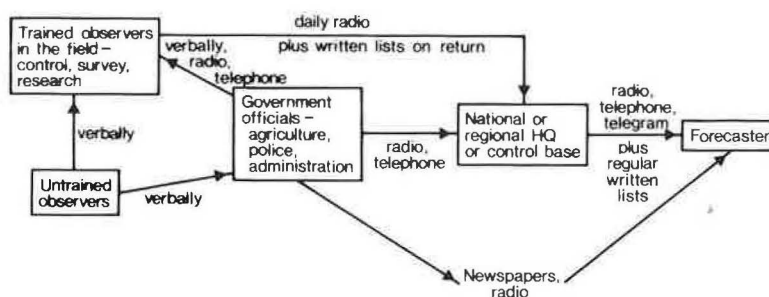 Trained observers
in the field –
control, survey,
research
daily radio
plus written lists on return
verbally,
radio,
telephone
Government
officials –
agriculture,
police,
administration
National or
regional HQ
or control base
radio,
telephone,
telegram
plus
regular
written
lists
Forecaster
verbally
radio,
telephone
Untrained
observers
verbally
Newspapers,
radio